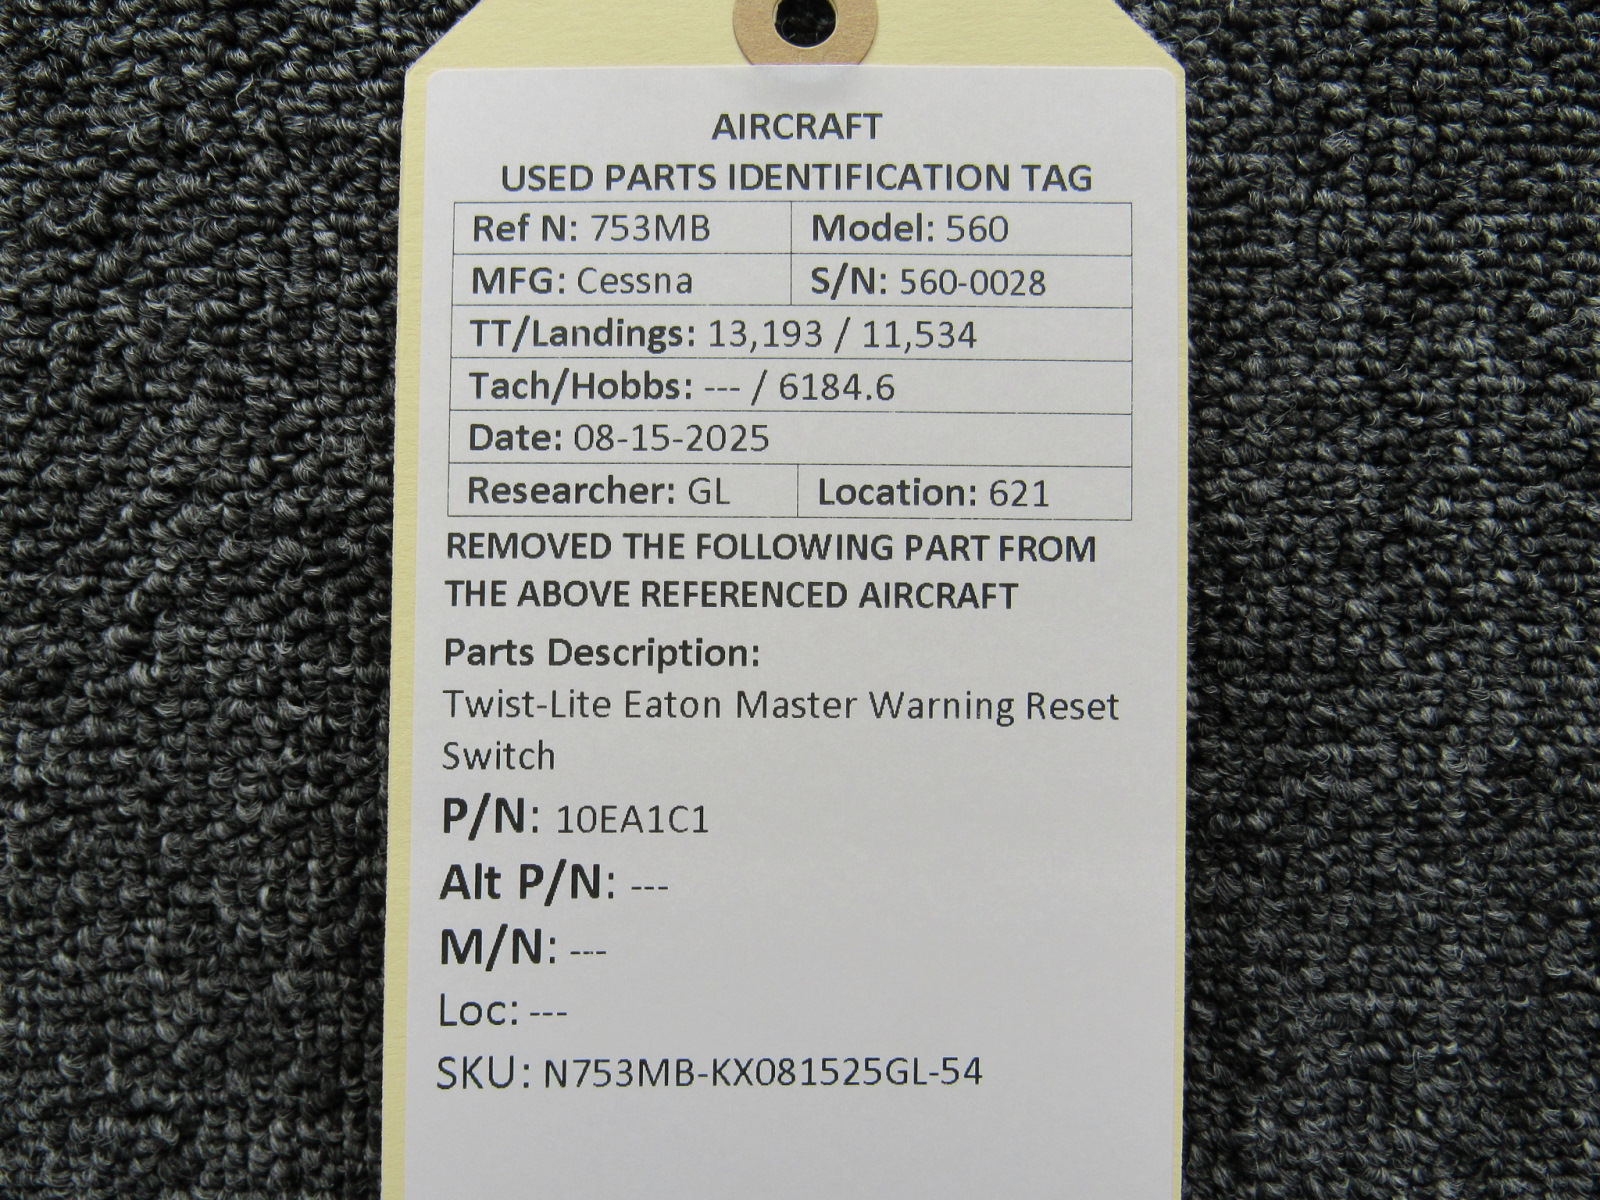 AIRCRAFT
USED PARTS IDENTIFICATION TAG
Ref N: 753MB Model: 560
MFG: Cessna S/N: 560-0028
TT/Landings: 13,193 / 11,534
Tach/Hobbs: --- / 6184.6
Date: 08-15-2025
Researcher: GL Location: 621
REMOVED THE FOLLOWING PART FROM
THE ABOVE REFERENCED AIRCRAFT
Parts Description:
Twist-Lite Eaton Master Warning Reset
Switch
P/N: 10EA1C1
Alt P/N: ---
M/N: ---
Loc: ---
SKU: N753MB-KX081525GL-54